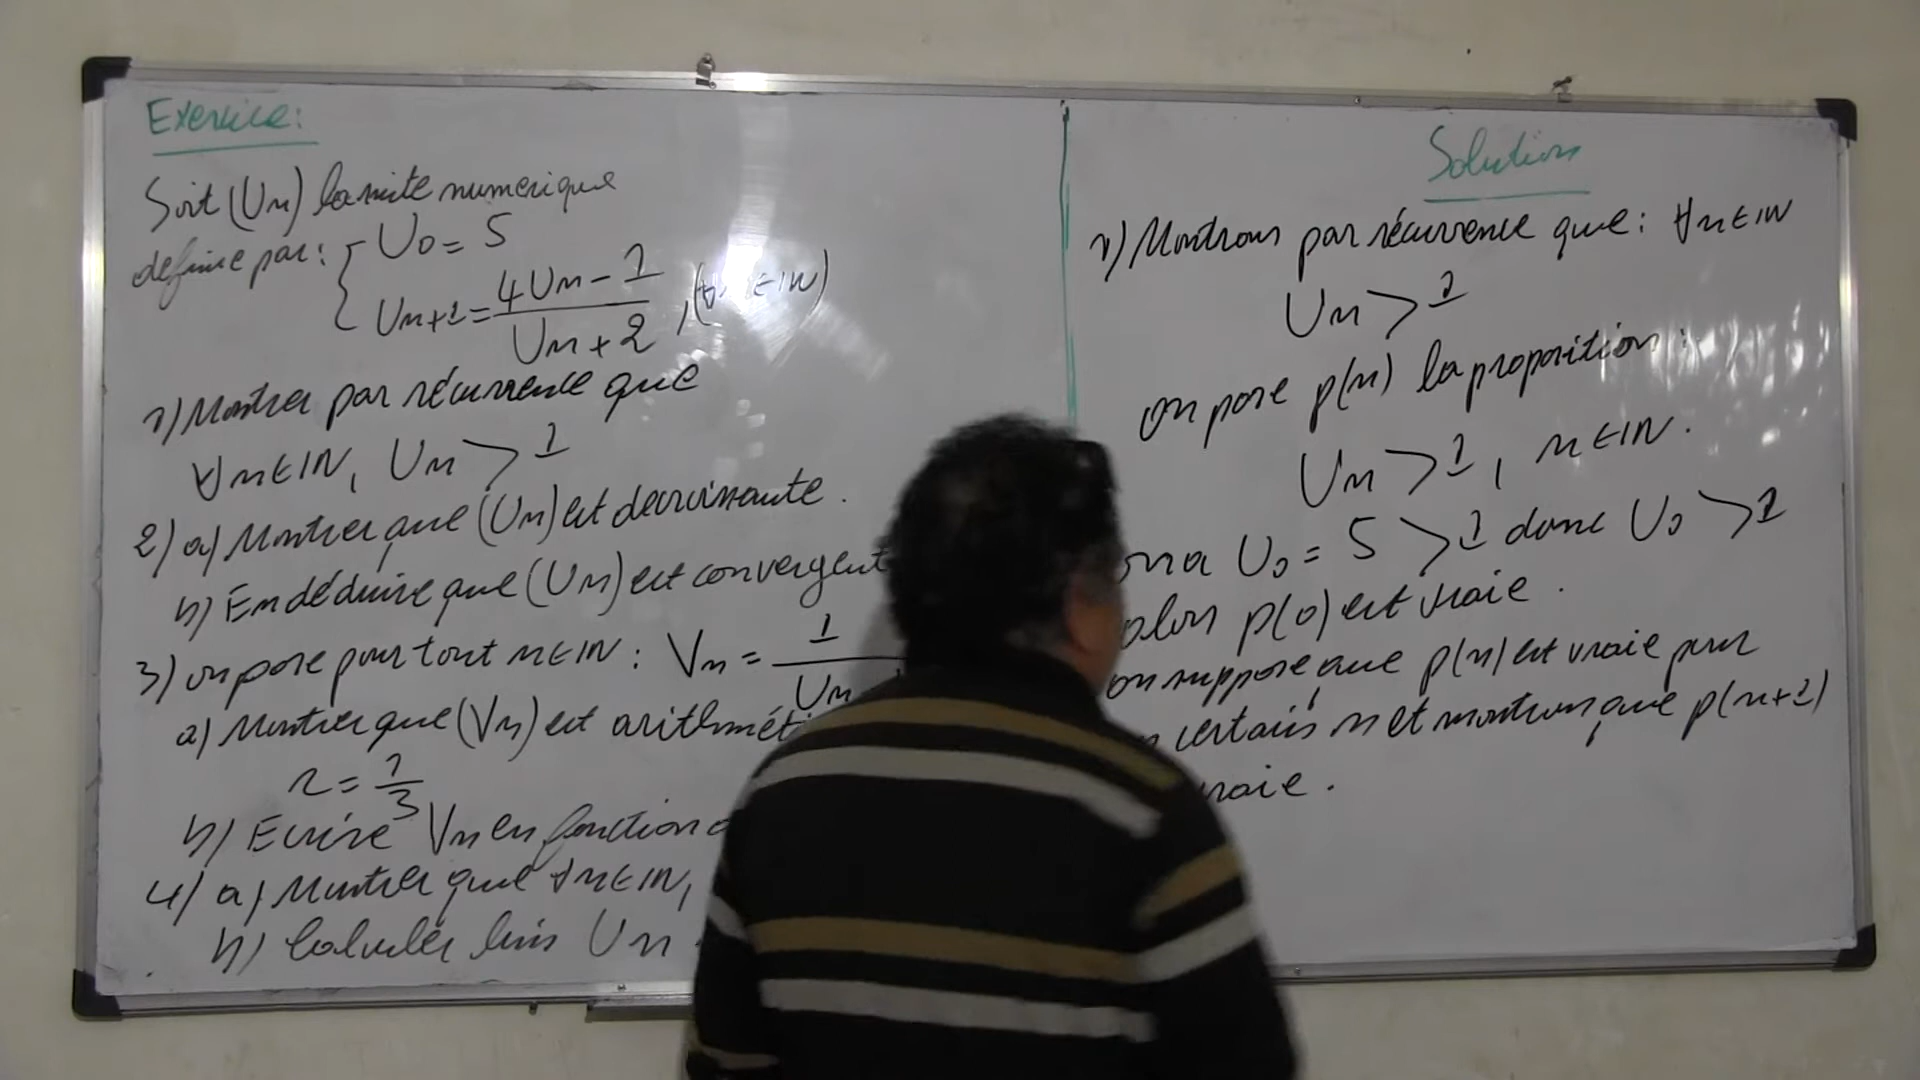 Exercice:
Soit (Un) la suite numérique
definie par: { U0 = 5
Un+1 = (4Un - 1)/(Un + 2), (∀n ∈ IN)
1) Montrer par récurrence que
∀n ∈ IN, Un > 1
2) a) Montrer que (Un) est decroissante.
b) En déduire que (Un) est convergent
3) on pose pour tout n ∈ IN: Vn = 1/Un
a) Montrer que (Vn) est arithméti
r = 1/3
b) Ecrire Vn en fonction
4) a) Montrer que ∀n ∈ IN,
b) Calculer lim Un
Solution
1) Montrons par récurrence que: ∀n ∈ IN
Un > 1
on pose p(n) la proposition:
Un > 1, n ∈ IN.
on a U0 = 5 > 1 donc U0 > 1
alors p(0) est vraie.
on suppose que p(n) est vraie pour
certains n et montrons que p(n+1)
vraie.